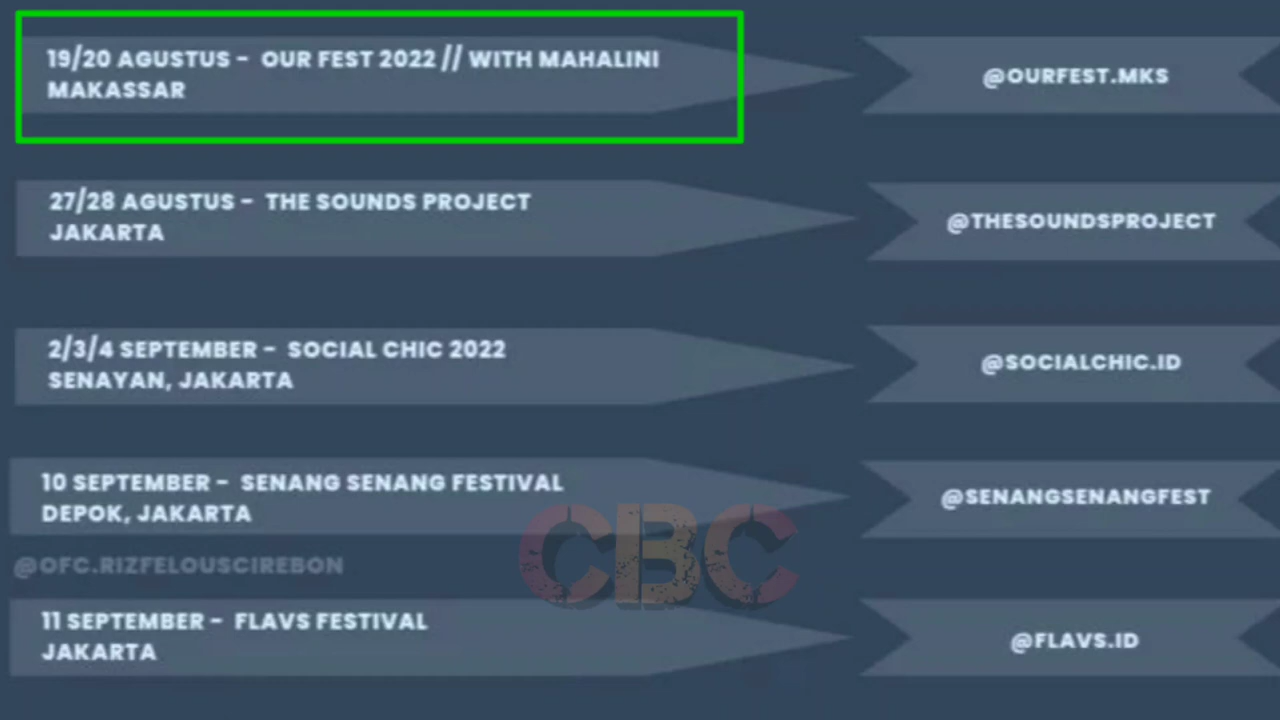 19/20 AGUSTUS - OUR FEST 2022 // WITH MAHALINI
MAKASSAR
@OURFEST.MKS
27/28 AGUSTUS - THE SOUNDS PROJECT
JAKARTA
@THESOUNDSPROJECT
2/3/4 SEPTEMBER - SOCIAL CHIC 2022
SENAYAN, JAKARTA
@SOCIALCHIC.ID
10 SEPTEMBER - SENANG SENANG FESTIVAL
DEPOK, JAKARTA
@SENANGSENANGFEST
CBC
@OFC.RIZFELOUSCIREBON
11 SEPTEMBER - FLAVS FESTIVAL
JAKARTA
@FLAVS.ID